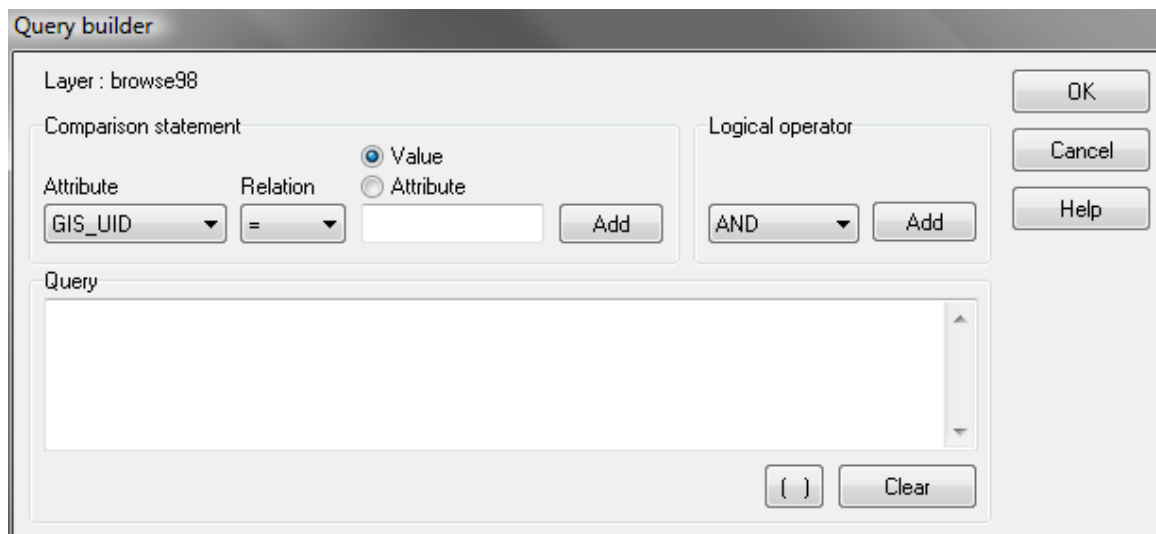 Query builder
Layer : browse98
OK
Comparison statement
Logical operator
Value
Cancel
Attribute
Relation
Attribute
GIS_UID
=
Add
AND
Add
Help
Query
( )
Clear